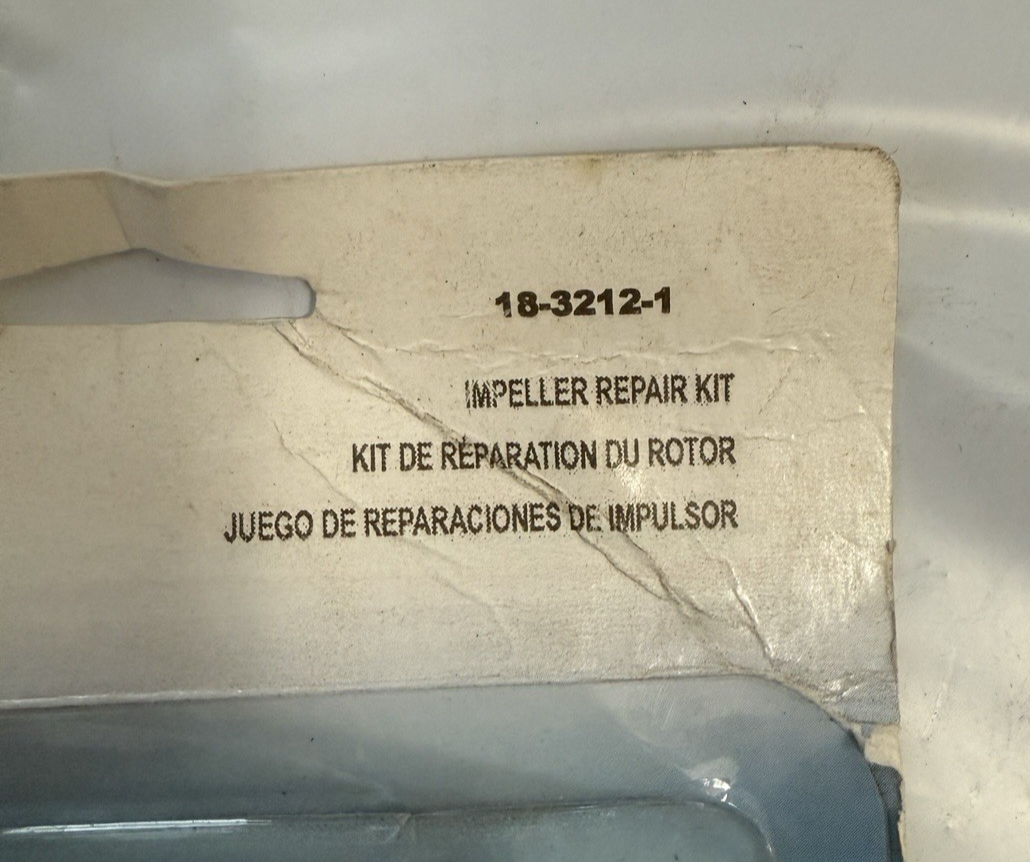 18-3212-1
IMPELLER REPAIR KIT
KIT DE RÉPARATION DU ROTOR
JUEGO DE REPARACIONES DE IMPULSOR